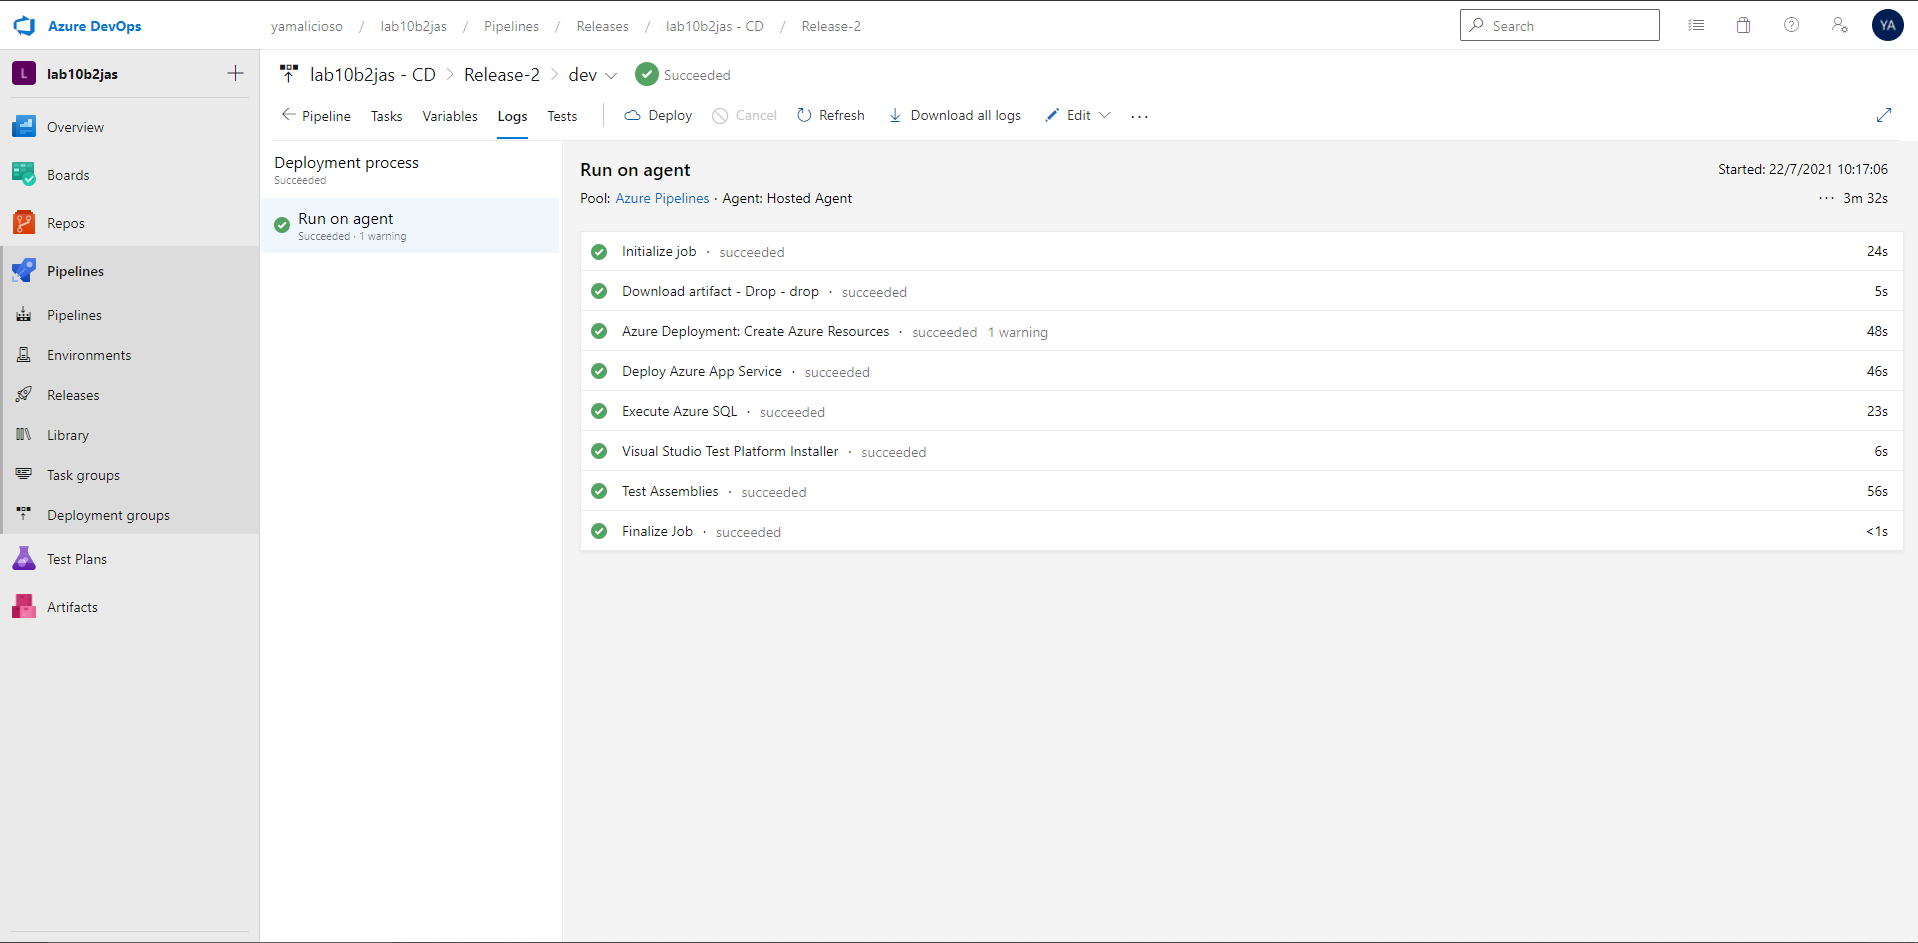 Azure DevOps
yamalicioso / lab10b2jas / Pipelines / Releases / lab10b2jas - CD / Release-2
Search
YA
L lab10b2jas
Overview
Boards
Repos
Pipelines
Pipelines
Environments
Releases
Library
Task groups
Deployment groups
Test Plans
Artifacts
lab10b2jas - CD > Release-2 > dev Succeeded
Pipeline Tasks Variables Logs Tests Deploy Cancel Refresh Download all logs Edit ...
Deployment process
Succeeded
Run on agent
Succeeded · 1 warning
Run on agent
Started: 22/7/2021 10:17:06
Pool: Azure Pipelines · Agent: Hosted Agent
... 3m 32s
Initialize job · succeeded 24s
Download artifact - Drop - drop · succeeded 5s
Azure Deployment: Create Azure Resources · succeeded 1 warning 48s
Deploy Azure App Service · succeeded 46s
Execute Azure SQL · succeeded 23s
Visual Studio Test Platform Installer · succeeded 6s
Test Assemblies · succeeded 56s
Finalize Job · succeeded <1s